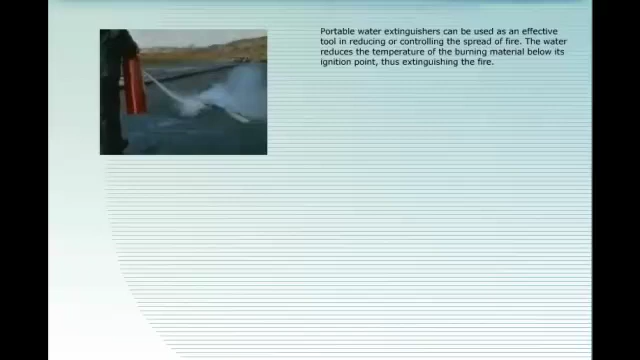 Portable water extinguishers can be used as an effective
tool in reducing or controlling the spread of fire. The water
reduces the temperature of the burning material below its
ignition point, thus extinguishing the fire.